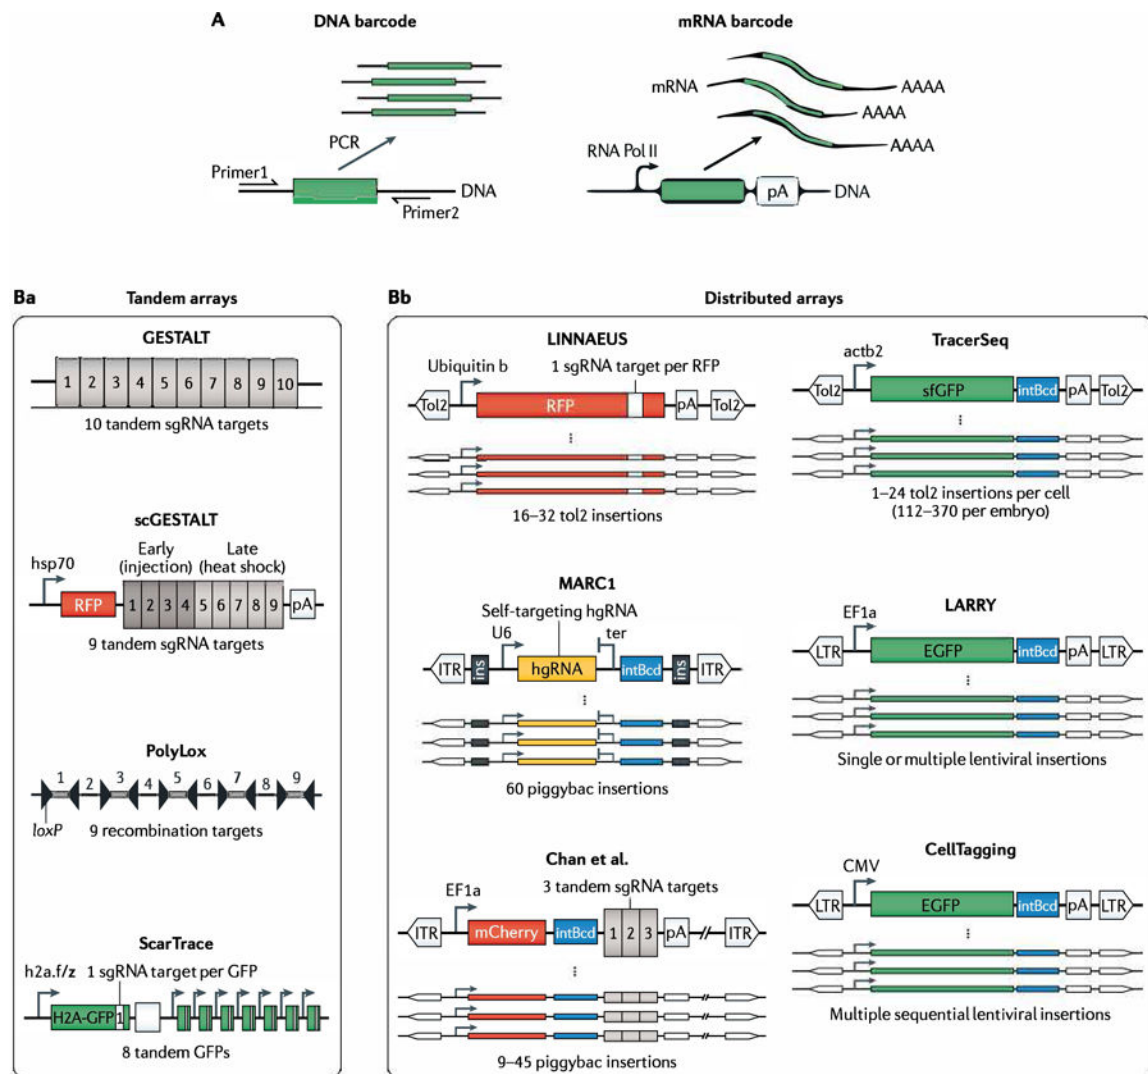 A
DNA barcode
mRNA barcode
mRNA
AAAA
AAAA
AAAA
PCR
RNA Pol II
Primer1
DNA
Primer2
pA
DNA
Ba
Tandem arrays
GESTALT
1 2 3 4 5 6 7 8 9 10
10 tandem sgRNA targets
scGESTALT
hsp70
Early
(injection)
Late
(heat shock)
RFP
1 2 3 4 5 6 7 8 9
pA
9 tandem sgRNA targets
PolyLox
1 2 3 4 5 6 7 8 9
loxP
9 recombination targets
ScarTrace
h2a.f/z
1 sgRNA target per GFP
H2A-GFP 1
8 tandem GFPs
Bb
Distributed arrays
LINNAEUS
Ubiquitin b
1 sgRNA target per RFP
Tol2
RFP
pA
Tol2
16–32 tol2 insertions
TracerSeq
actb2
Tol2
sfGFP
intBcd
pA
Tol2
1–24 tol2 insertions per cell
(112–370 per embryo)
MARC1
Self-targeting hgRNA
U6
ter
ITR
ins
hgRNA
intBcd
ins
ITR
60 piggybac insertions
LARRY
EF1a
LTR
EGFP
intBcd
pA
LTR
Single or multiple lentiviral insertions
Chan et al.
EF1a
3 tandem sgRNA targets
ITR
mCherry
intBcd
1 2 3
pA
ITR
9–45 piggybac insertions
CellTagging
CMV
LTR
EGFP
intBcd
pA
LTR
Multiple sequential lentiviral insertions